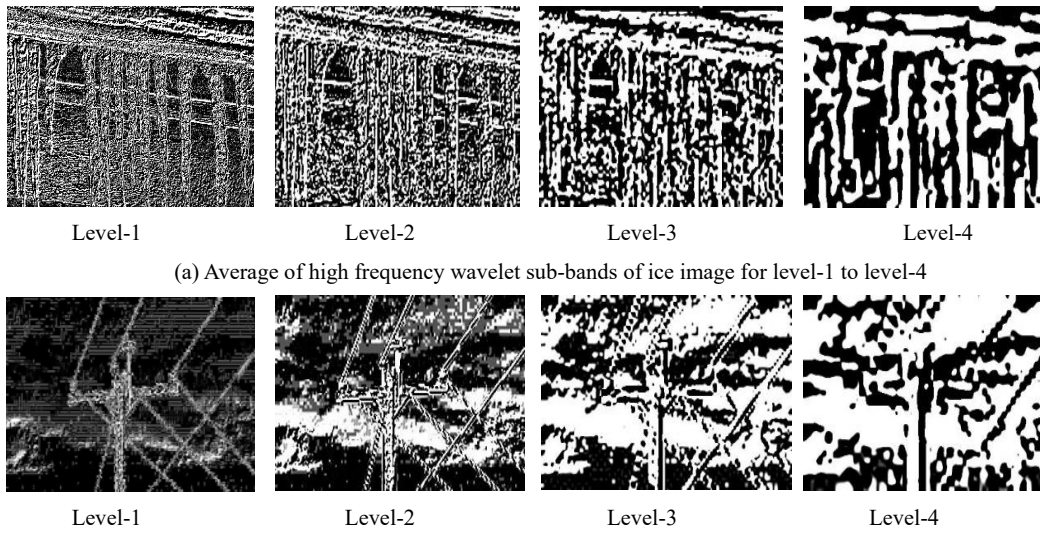 Level-1 Level-2 Level-3 Level-4
(a) Average of high frequency wavelet sub-bands of ice image for level-1 to level-4
Level-1 Level-2 Level-3 Level-4